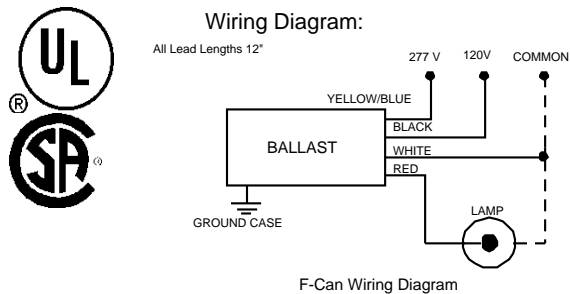 UL
®
SA
Wiring Diagram:
All Lead Lengths 12"
277 V
120V
COMMON
YELLOW/BLUE
BLACK
BALLAST
WHITE
RED
GROUND CASE
LAMP
F-Can Wiring Diagram